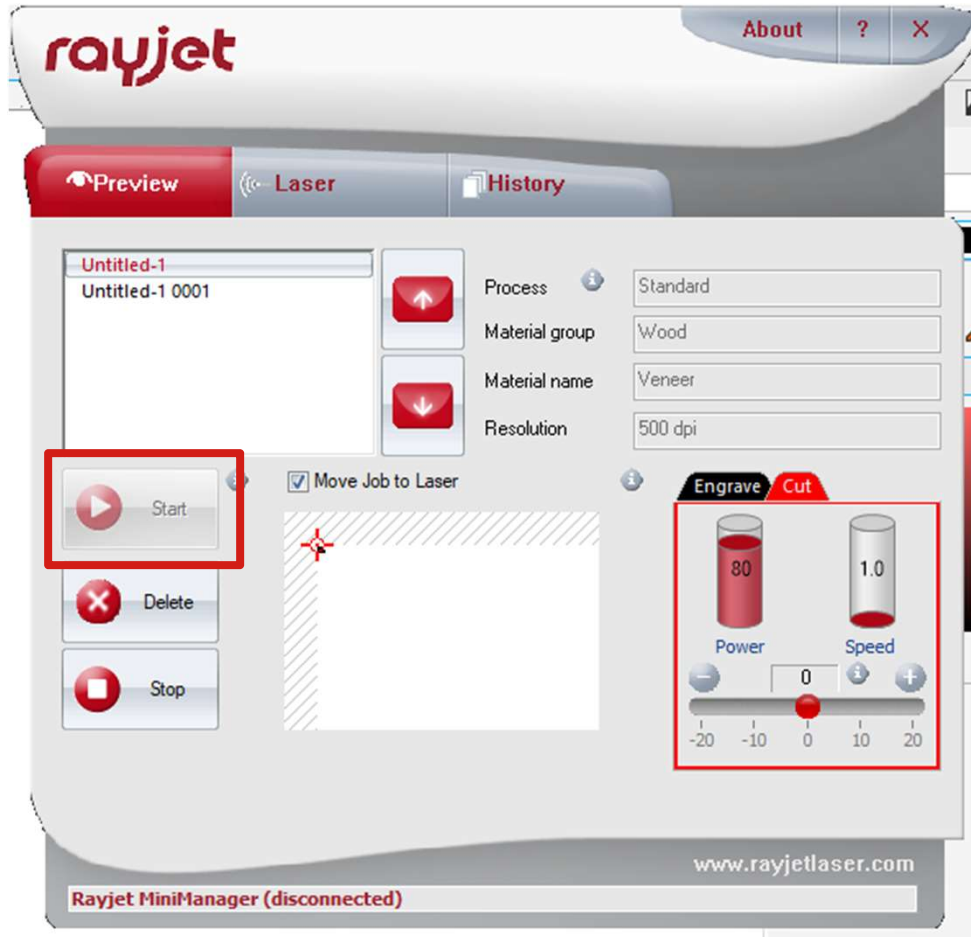 rayjet
About ? X
Preview
Laser
History
Untitled-1
Untitled-1 0001
Process
Standard
Material group
Wood
Material name
Veneer
Resolution
500 dpi
Start
Move Job to Laser
Engrave Cut
80
1.0
Delete
Power
Speed
0
Stop
-20 -10 0 10 20
www.rayjetlaser.com
Rayjet MiniManager (disconnected)